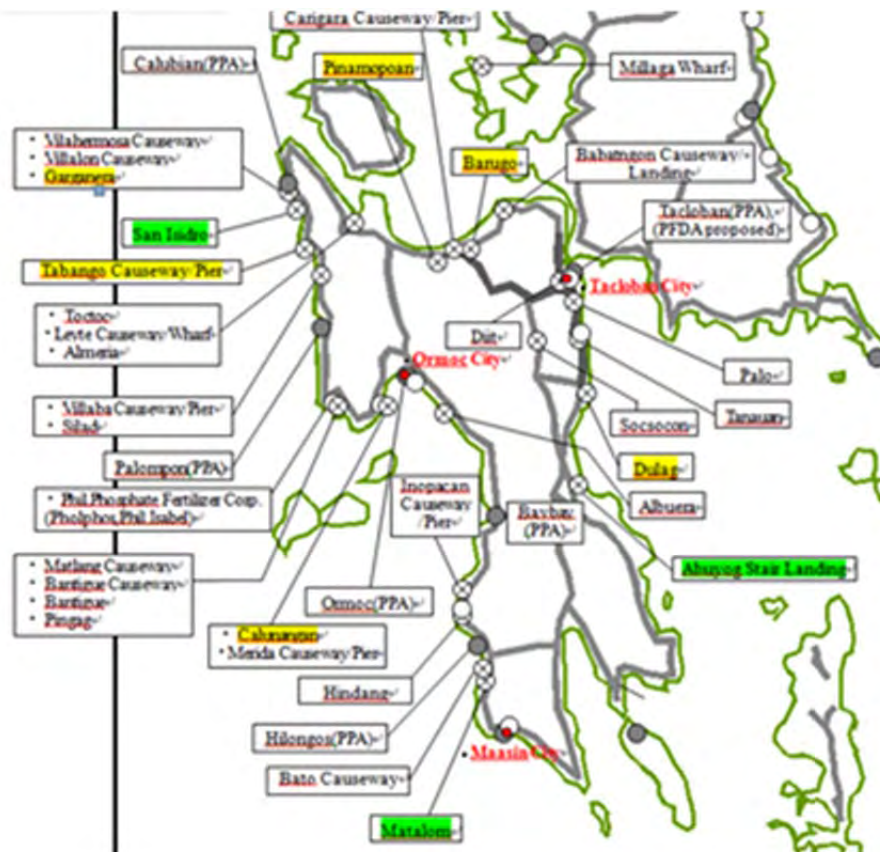 Carigara Causeway/Pier
Calubian(PPA)
Pinamopoan
Millaga Wharf
• Vilahermosa Causeway
• Villalon Causeway
• Garganera
Barugo
Babatngon Causeway/
Landing
San Isidro
Tacloban(PPA),
(PFDA proposed)
Tabango Causeway/Pier
Tacloban City
• Toctoc
• Leyte Causeway/Wharf
• Almeria
Diit
Ormoc City
Palo
• Villaba Causeway/Pier
• Silad
Socsocon
Tanauan
Palompon(PPA)
Dulag
• Phil.Phosphate Fertilizer Corp.
(Pholphos,Phil.Isabel)
Inopacan
Causeway
/Pier
Baybay
(PPA)
Albuera
• Matlang Causeway
• Bantigue Causeway
• Bantigue
• Pingag
Abuyog Stair Landing
Ormoc(PPA)
• Calunangan
• Merida Causeway/Pier
Hindang
Hilongos(PPA)
• Maasin City
Bato Causeway
Matalom